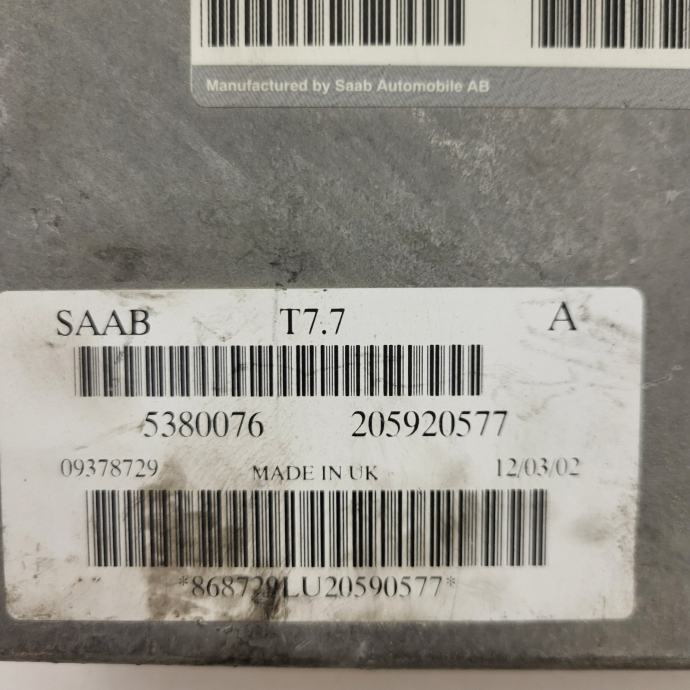 Manufactured by Saab Automobile AB
SAAB T7.7 A
5380076 205920577
09378729 MADE IN UK 12/03/02
*868729LU20590577*